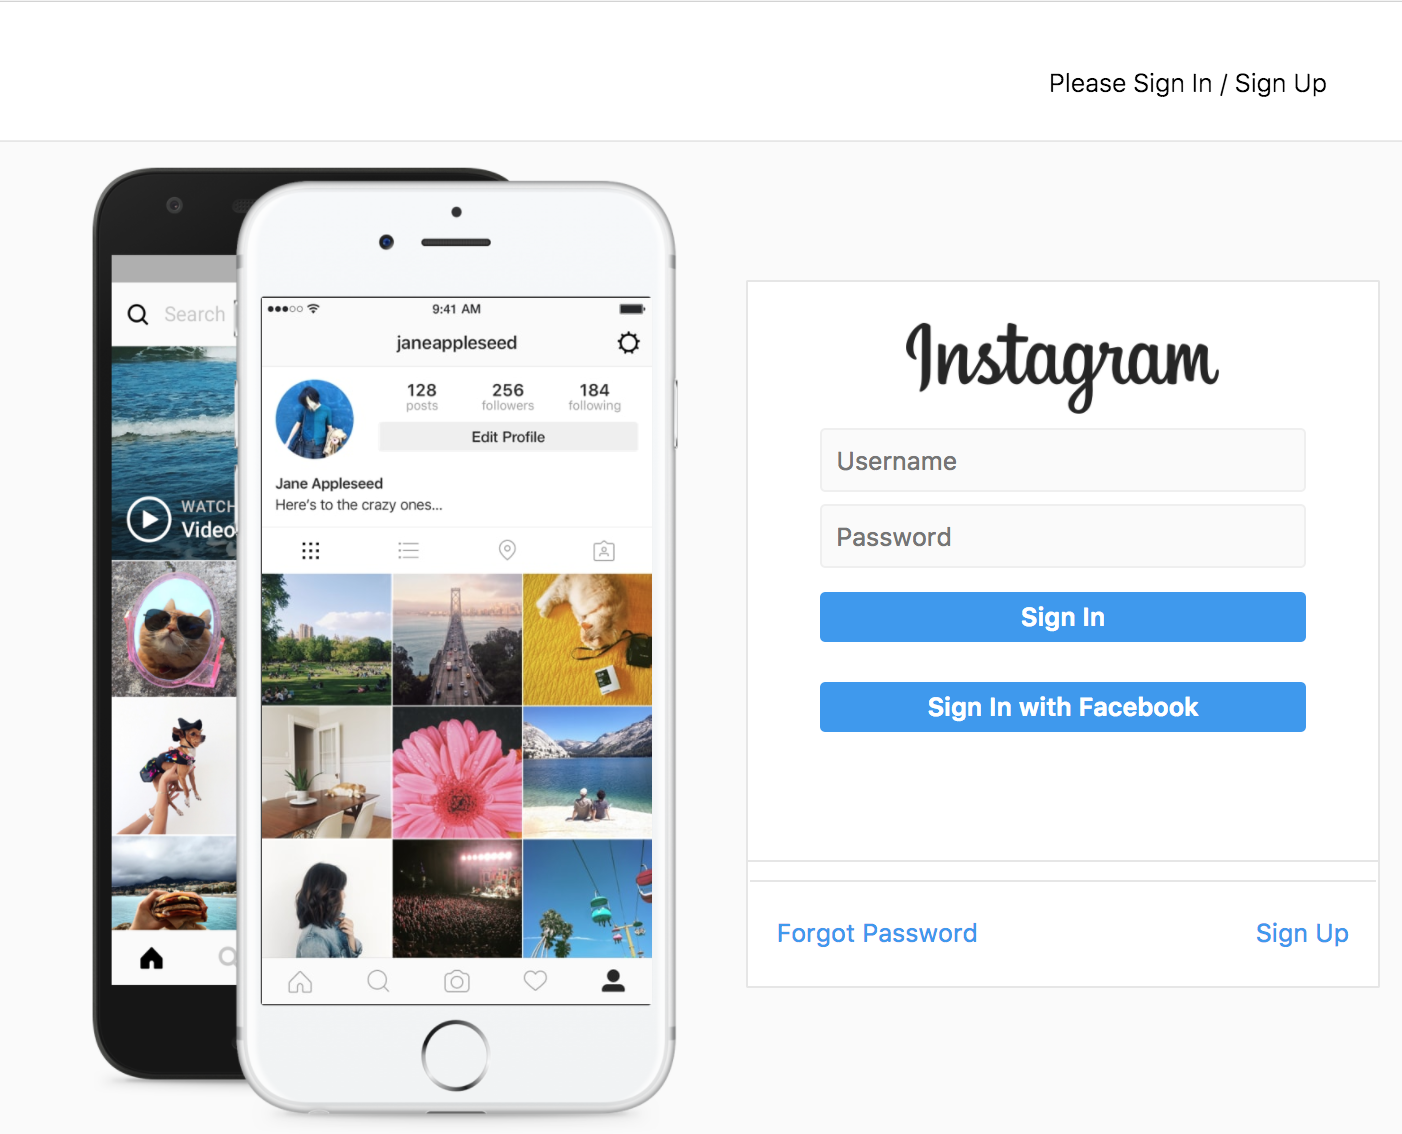 Please Sign In / Sign Up
Search
WATCH
Video
9:41 AM
janeappleseed
128 256 184
posts followers following
Edit Profile
Jane Appleseed
Here's to the crazy ones...
Instagram
Username
Password
Sign In
Sign In with Facebook
Forgot Password
Sign Up